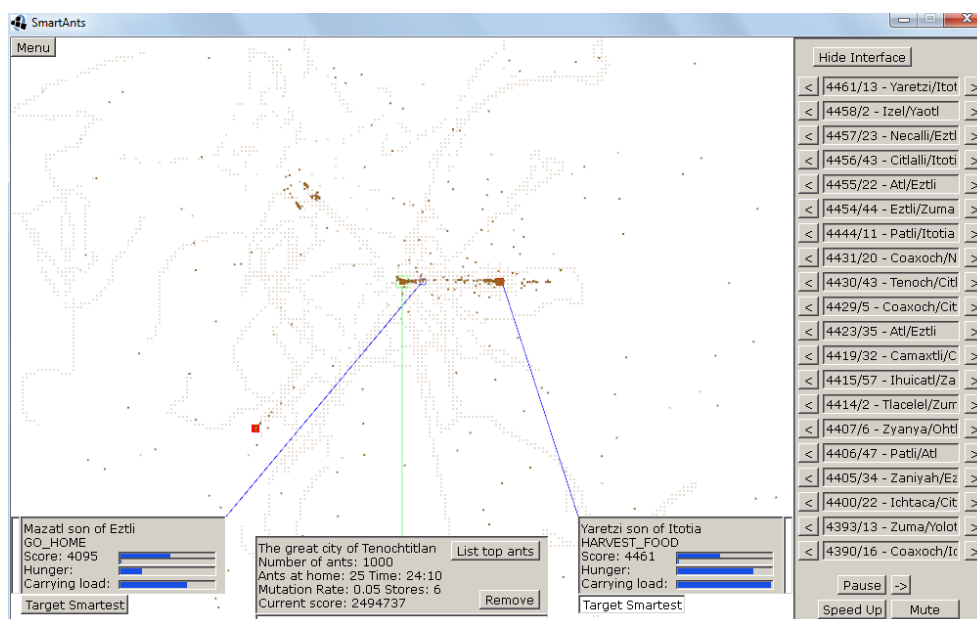 SmartAnts
Menu
Hide Interface
< 4461/13 - Yaretzi/Itot >
< 4458/2 - Izel/Yaotl >
< 4457/23 - Necalli/Eztl >
< 4456/43 - Citlalli/Itoti >
< 4455/22 - Atl/Eztli >
< 4454/44 - Eztli/Zuma >
< 4444/11 - Patli/Itotia >
< 4431/20 - Coaxoch/N >
< 4430/43 - Tenoch/Citl >
< 4429/5 - Coaxoch/Cit >
< 4423/35 - Atl/Eztli >
< 4419/32 - Camaxtli/C >
< 4415/57 - Ihuicatl/Za >
< 4414/2 - Tlacelel/Zum >
< 4407/6 - Zyanya/Ohtl >
< 4406/47 - Patli/Atl >
< 4405/34 - Zaniyah/Ez >
< 4400/22 - Ichtaca/Cit >
< 4393/13 - Zuma/Yolot >
< 4390/16 - Coaxoch/Ic >
Pause ->
Speed Up Mute
Mazatl son of Eztli
GO_HOME
Score: 4095
Hunger:
Carrying load:
Target Smartest
The great city of Tenochtitlan
Number of ants: 1000
Ants at home: 25 Time: 24:10
Mutation Rate: 0.05 Stores: 6
Current score: 2494737
List top ants
Remove
Yaretzi son of Itotia
HARVEST_FOOD
Score: 4461
Hunger:
Carrying load:
Target Smartest